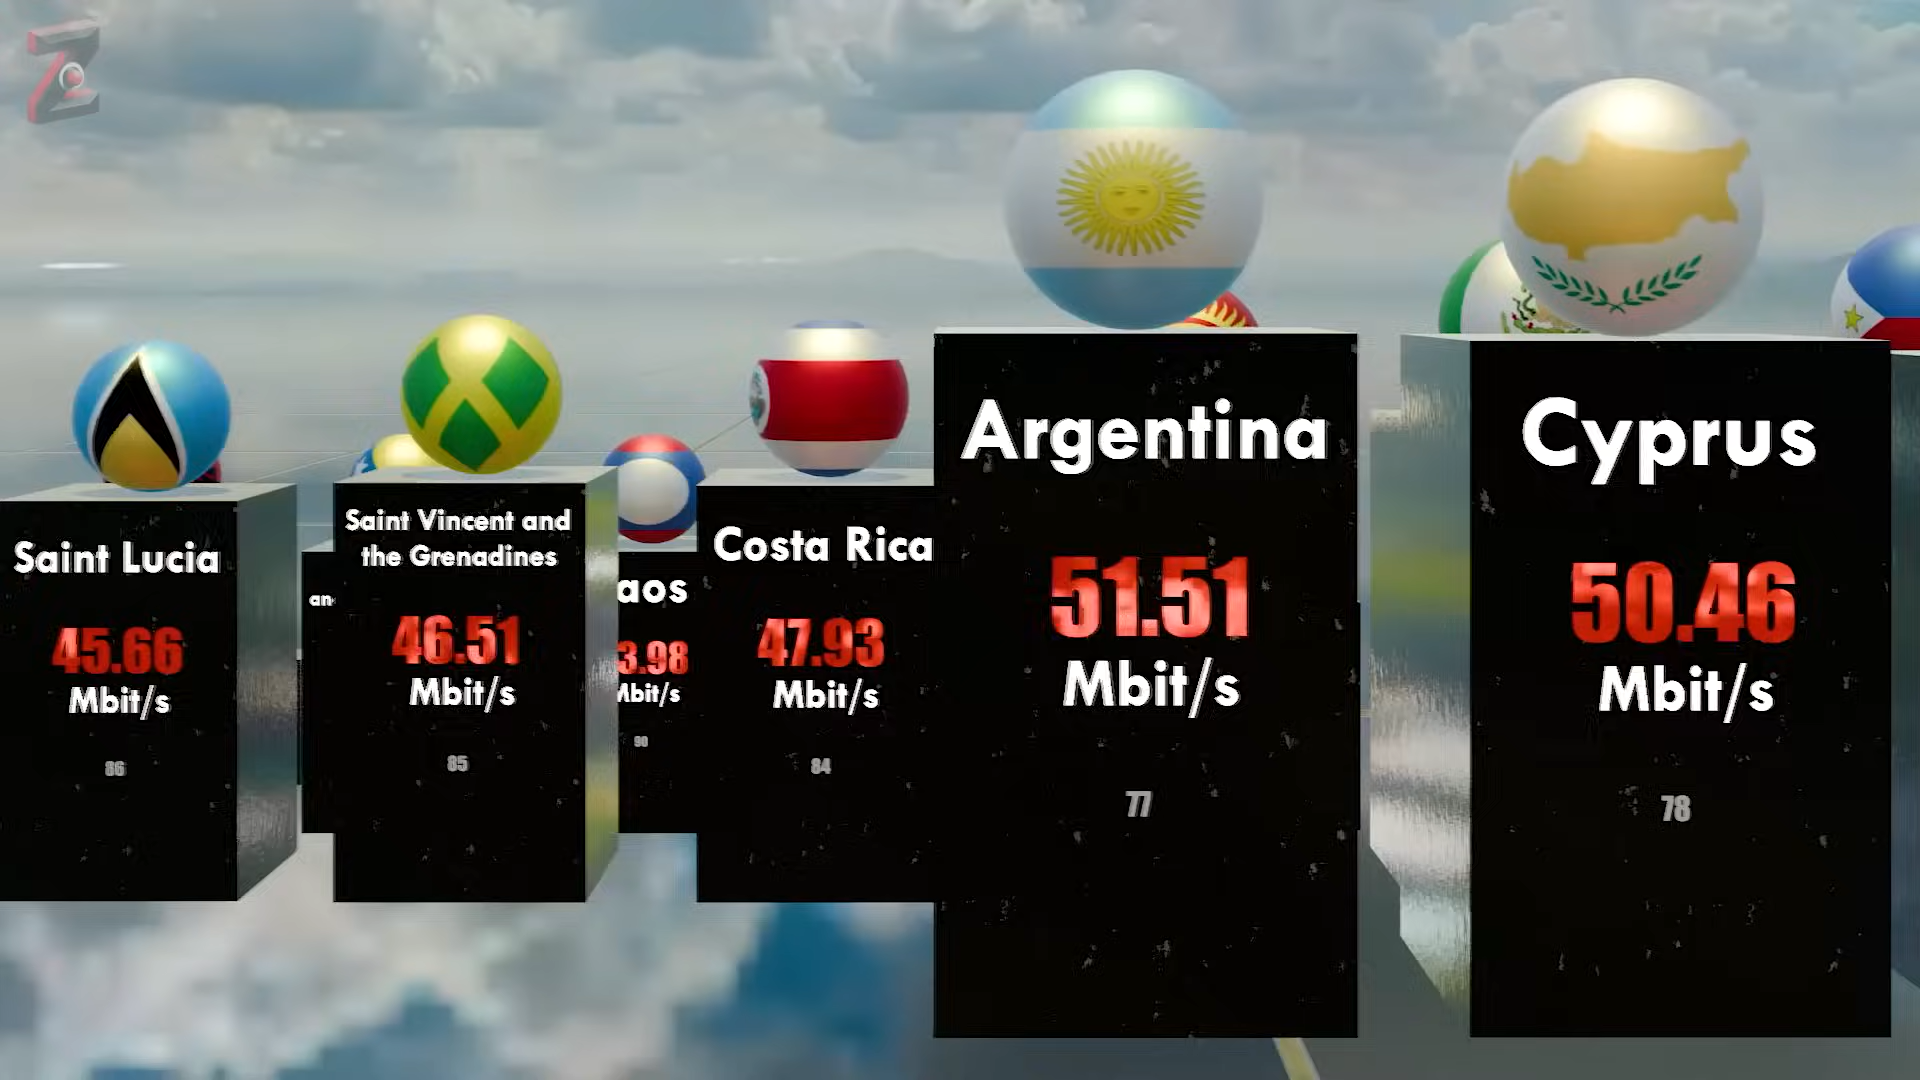 Saint Lucia
45.66
Mbit/s
86
Saint Vincent and
the Grenadines
46.51
Mbit/s
85
aos
3.98
Mbit/s
90
Costa Rica
47.93
Mbit/s
84
Argentina
51.51
Mbit/s
77
Cyprus
50.46
Mbit/s
78